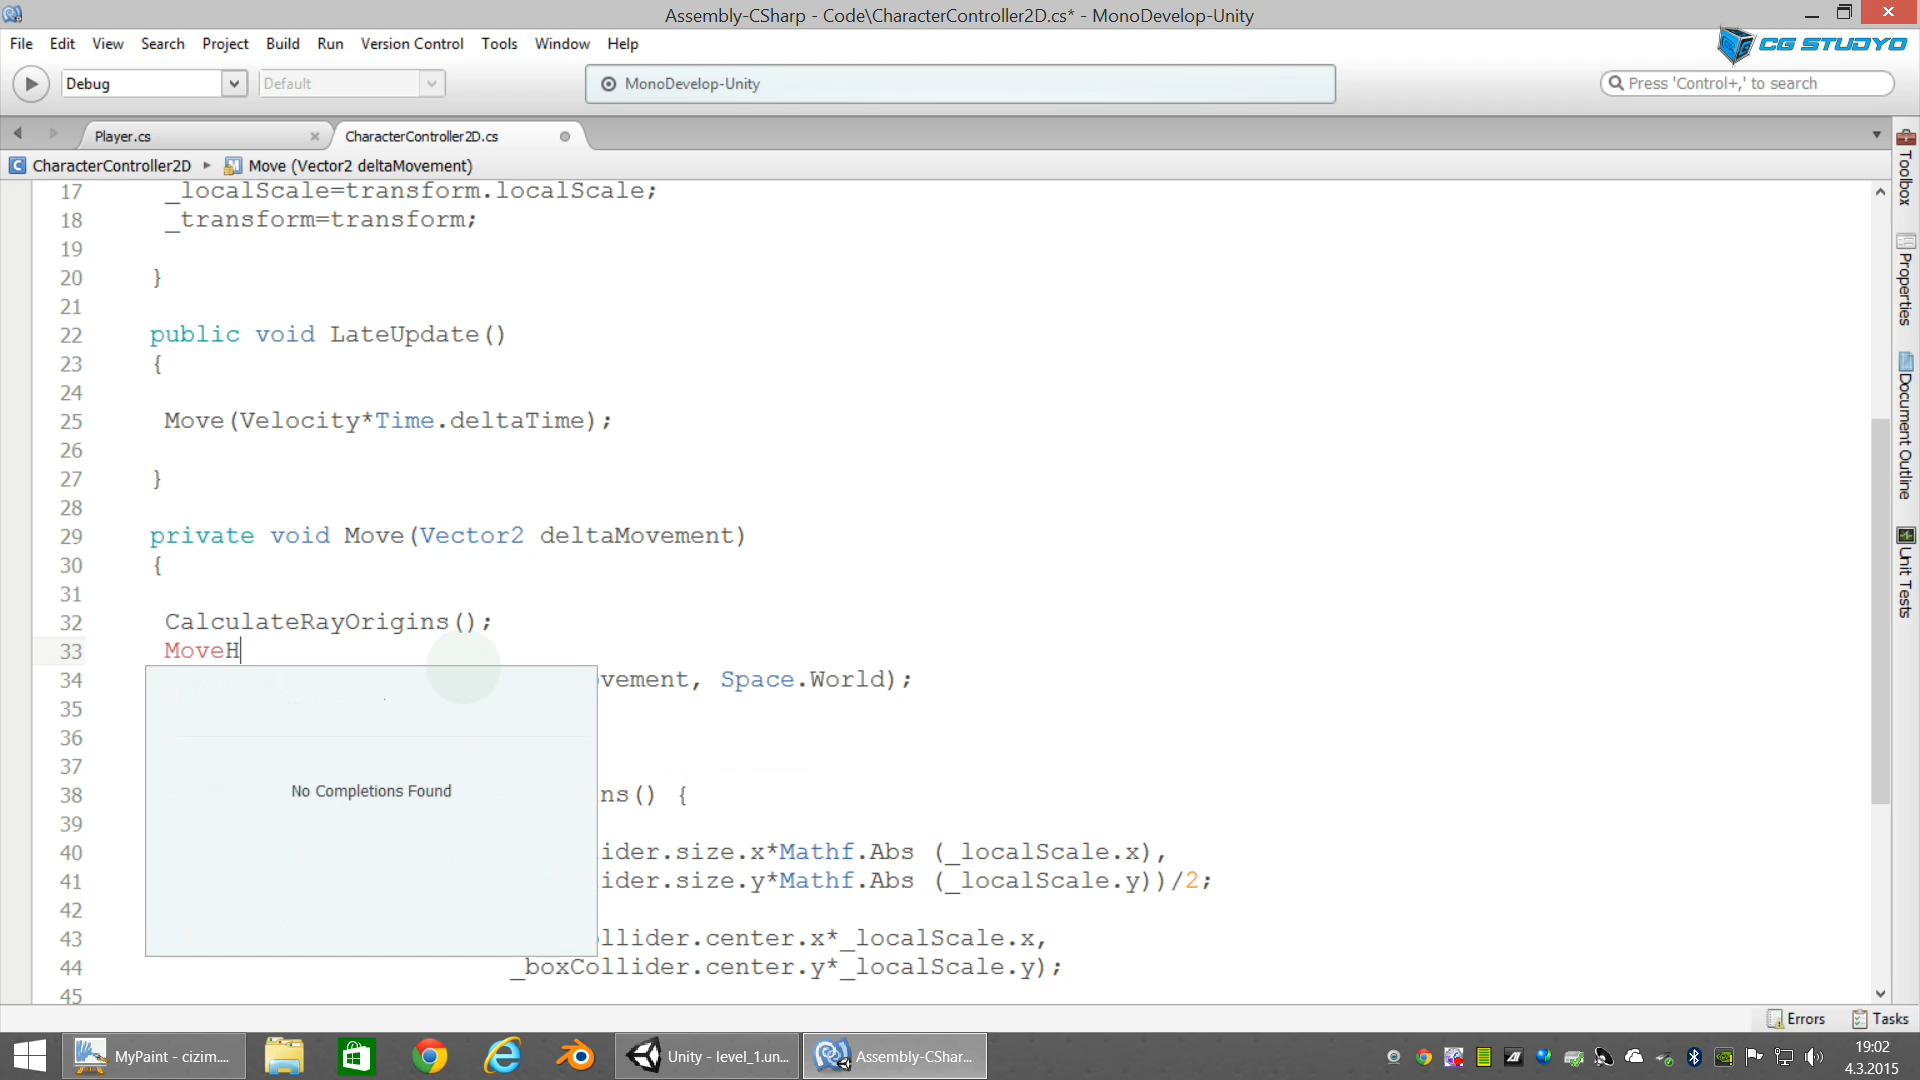 Assembly-CSharp - Code\CharacterController2D.cs* - MonoDevelop-Unity
File Edit View Search Project Build Run Version Control Tools Window Help
CG STUDYO
Debug Default MonoDevelop-Unity Press 'Control+,' to search
Player.cs CharacterController2D.cs
CharacterController2D Move (Vector2 deltaMovement)
17 _localScale=transform.localScale;
18 _transform=transform;
19
20 }
21
22 public void LateUpdate()
23 {
24
25 Move(Velocity*Time.deltaTime);
26
27 }
28
29 private void Move(Vector2 deltaMovement)
30 {
31
32 CalculateRayOrigins();
33 MoveH
34 vement, Space.World);
35
36
37
38 ns() {
39
40 ider.size.x*Mathf.Abs (_localScale.x),
41 ider.size.y*Mathf.Abs (_localScale.y))/2;
42
43 llider.center.x*_localScale.x,
44 _boxCollider.center.y*_localScale.y);
45
No Completions Found
Toolbox
Properties
Document Outline
Unit Tests
Errors Tasks
MyPaint - cizim....
Unity - level_1.un...
Assembly-CShar...
19:02
4.3.2015